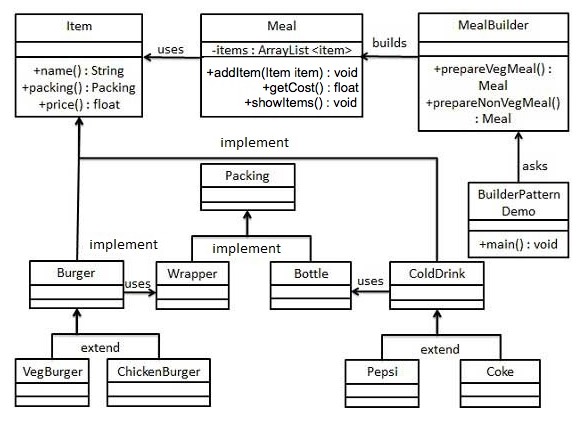 Item
+name() : String
+packing() : Packing
+price() : float
uses
Meal
-items : ArrayList <item>
+addItem(Item item) : void
+getCost() : float
+showItems() : void
builds
MealBuilder
+prepareVegMeal() :
Meal
+prepareNonVegMeal()
: Meal
asks
BuilderPattern
Demo
+main() : void
implement
Packing
implement
implement
Burger
uses
Wrapper
Bottle
uses
ColdDrink
extend
extend
VegBurger
ChickenBurger
Pepsi
Coke